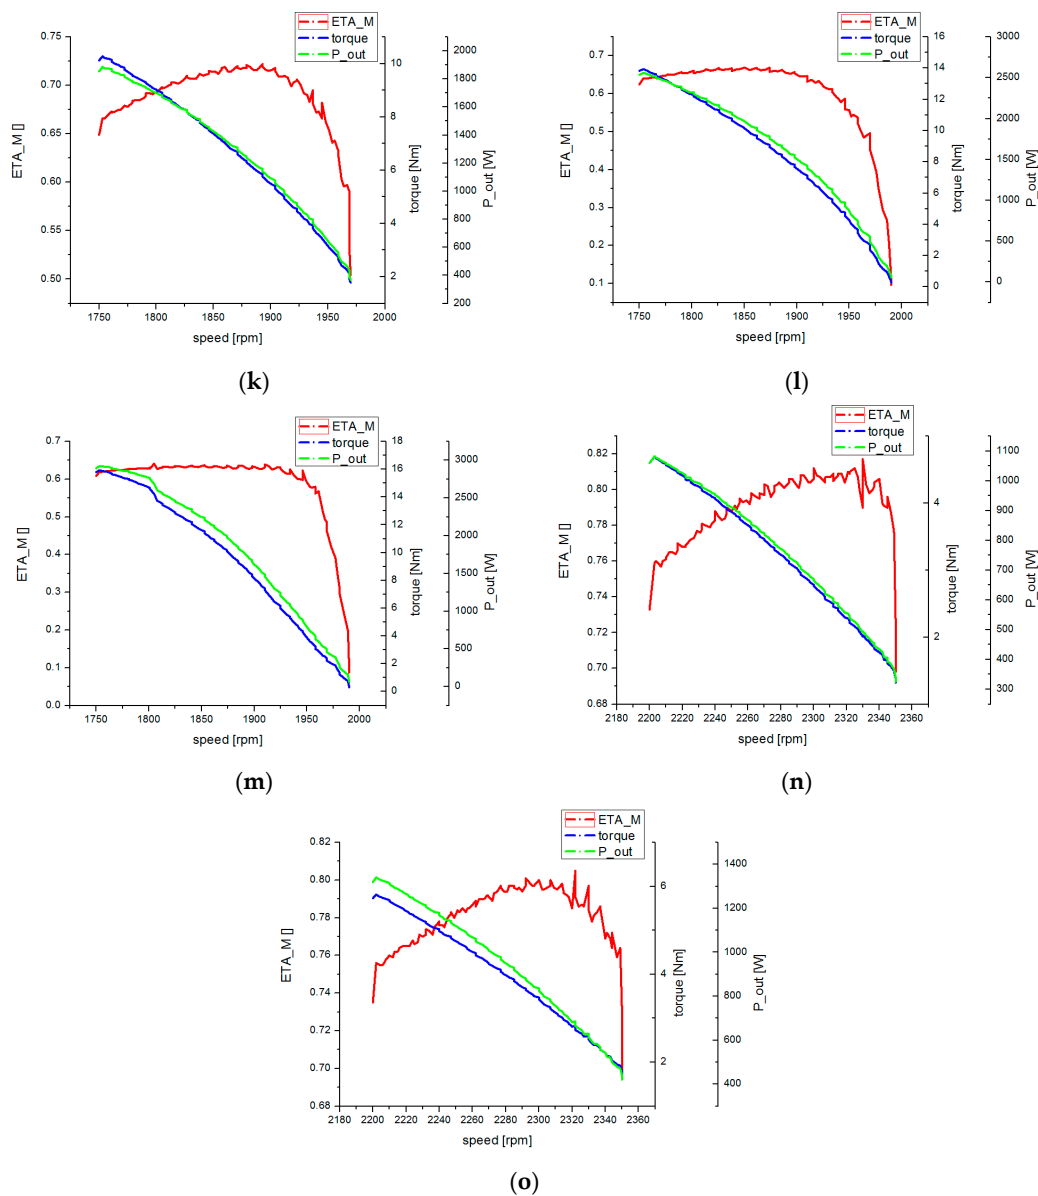 ETA_M
torque
P_out
0.75
0.70
0.65
0.60
0.55
0.50
ETA_M []
10
8
6
4
2
torque [Nm]
2000
1800
1600
1400
1200
1000
800
600
400
200
P_out [W]
1750 1800 1850 1900 1950 2000
speed [rpm]
(k)
ETA_M
torque
P_out
0.7
0.6
0.5
0.4
0.3
0.2
0.1
ETA_M []
16
14
12
10
8
6
4
2
0
torque [Nm]
3000
2500
2000
1500
1000
500
0
P_out [W]
1750 1800 1850 1900 1950 2000
speed [rpm]
(l)
ETA_M
torque
P_out
0.7
0.6
0.5
0.4
0.3
0.2
0.1
0.0
ETA_M []
18
16
14
12
10
8
6
4
2
0
torque [Nm]
3000
2500
2000
1500
1000
500
0
P_out [W]
1750 1800 1850 1900 1950 2000
speed [rpm]
(m)
ETA_M
torque
P_out
0.82
0.80
0.78
0.76
0.74
0.72
0.70
0.68
ETA_M []
4
2
torque [Nm]
1100
1000
900
800
700
600
500
400
300
P_out [W]
2180 2200 2220 2240 2260 2280 2300 2320 2340 2360
speed [rpm]
(n)
ETA_M
torque
P_out
0.82
0.80
0.78
0.76
0.74
0.72
0.70
0.68
ETA_M []
6
4
2
torque [Nm]
1400
1200
1000
800
600
400
P_out [W]
2180 2200 2220 2240 2260 2280 2300 2320 2340 2360
speed [rpm]
(o)